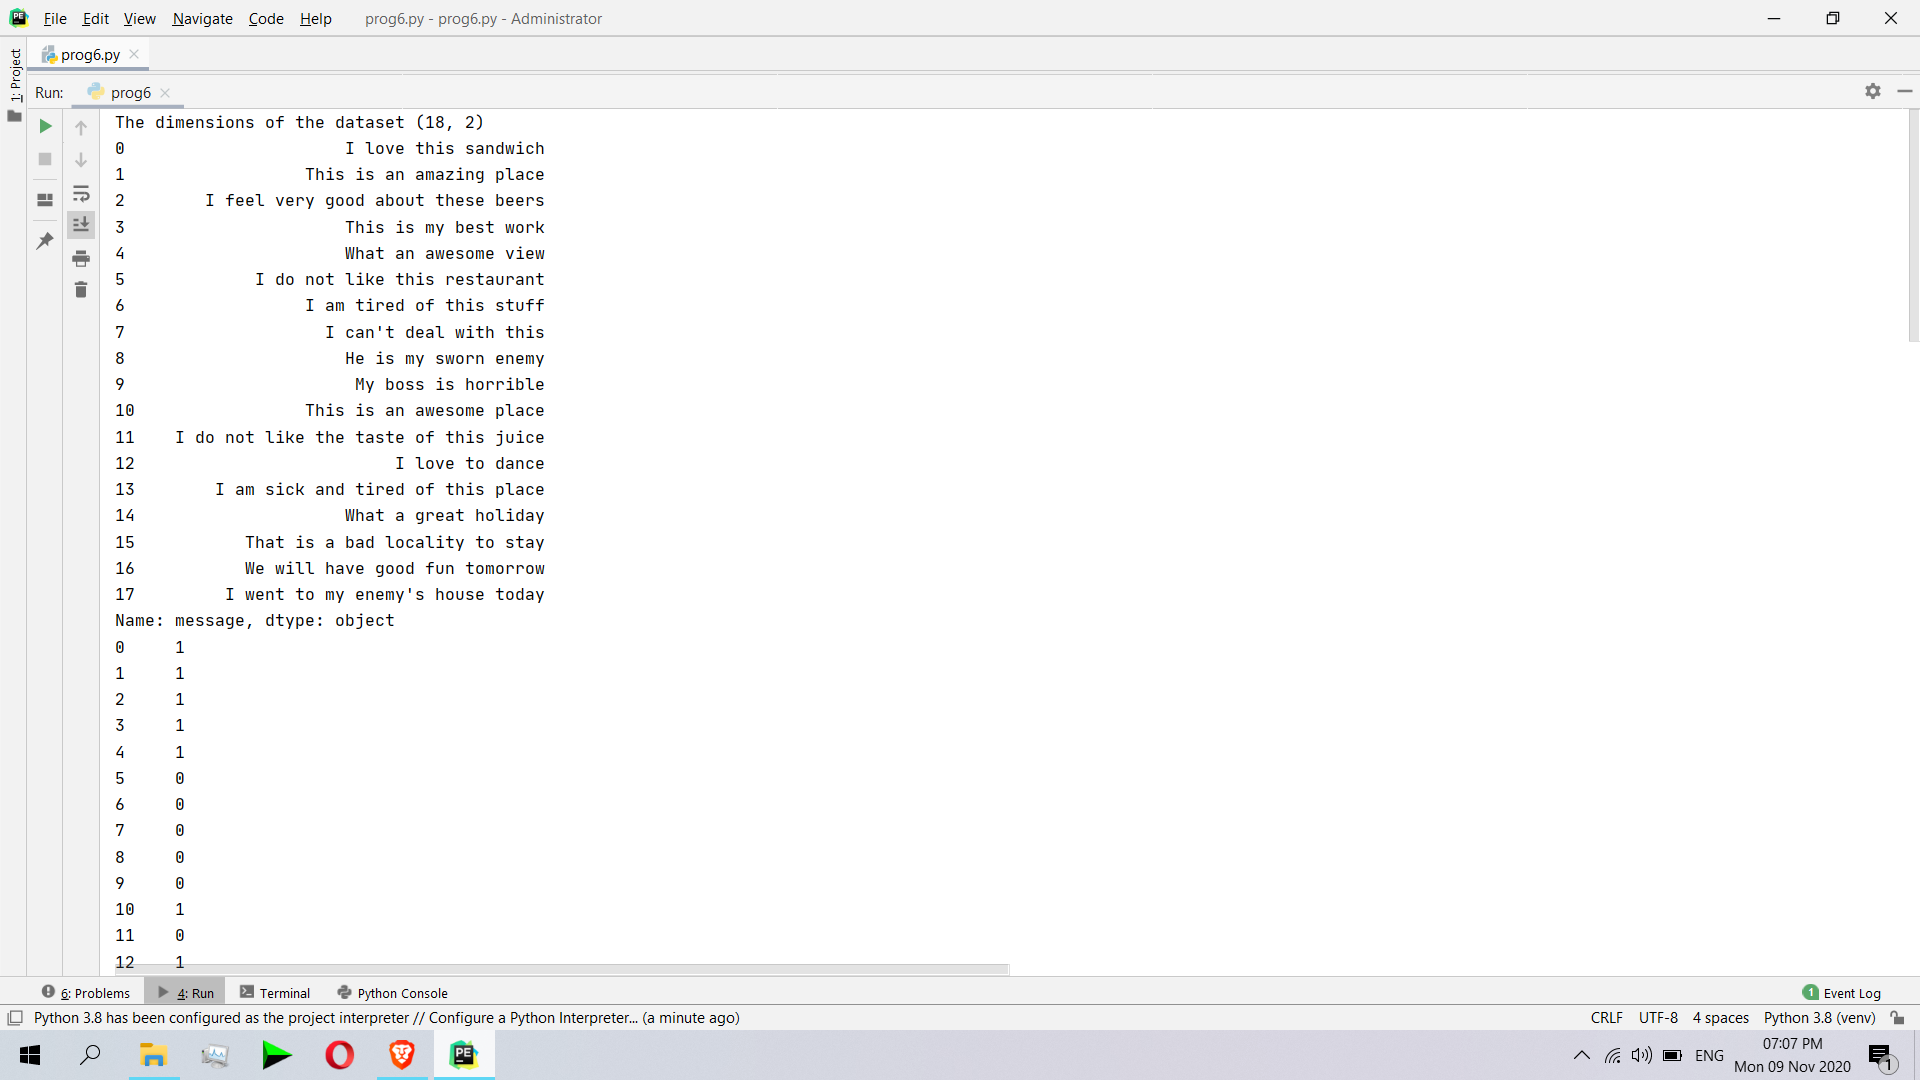 PE File Edit View Navigate Code Help prog6.py - prog6.py - Administrator
1: Project
prog6.py
Run: prog6
The dimensions of the dataset (18, 2)
0                      I love this sandwich
1                  This is an amazing place
2        I feel very good about these beers
3                      This is my best work
4                      What an awesome view
5             I do not like this restaurant
6                  I am tired of this stuff
7                    I can't deal with this
8                      He is my sworn enemy
9                       My boss is horrible
10                 This is an awesome place
11    I do not like the taste of this juice
12                          I love to dance
13        I am sick and tired of this place
14                     What a great holiday
15           That is a bad locality to stay
16           We will have good fun tomorrow
17         I went to my enemy's house today
Name: message, dtype: object
0     1
1     1
2     1
3     1
4     1
5     0
6     0
7     0
8     0
9     0
10    1
11    0
12    1
6: Problems 4: Run Terminal Python Console 1 Event Log
Python 3.8 has been configured as the project interpreter // Configure a Python Interpreter... (a minute ago) CRLF UTF-8 4 spaces Python 3.8 (venv)
PE ENG 07:07 PM
Mon 09 Nov 2020 1